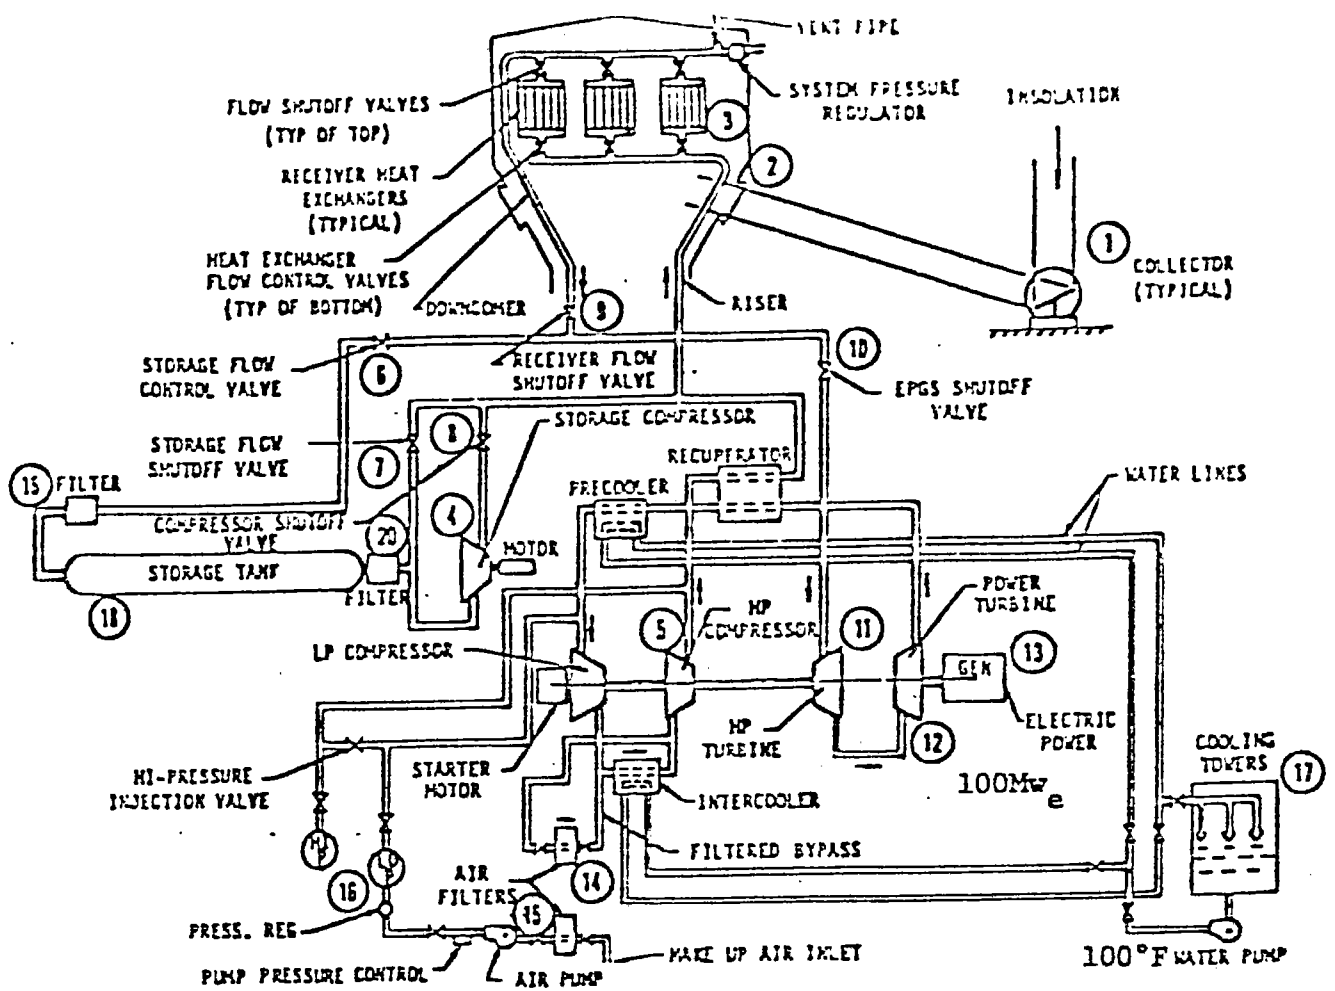 VENT PIPE
SYSTEM PRESSURE
REGULATOR
INSOLATION
FLOW SHUTOFF VALVES
(TYP OF TOP)
3
2
RECEIVER HEAT
EXCHANGERS
(TYPICAL)
1
COLLECTOR
(TYPICAL)
HEAT EXCHANGER
FLOW CONTROL VALVES
(TYP OF BOTTOM)
DOWNCOMER
RISER
9
10
STORAGE FLOW
CONTROL VALVE
6
RECEIVER FLOW
SHUTOFF VALVE
EPGS SHUTOFF
VALVE
STORAGE COMPRESSOR
8
STORAGE FLOW
SHUTOFF VALVE
7
RECUPERATOR
PRECOOLER
WATER LINES
15
FILTER
COMPRESSOR SHUTOFF
VALVE
20
4
MOTOR
STORAGE TANK
FILTER
18
POWER
TURBINE
HP
COMPRESSOR
5
11
LP COMPRESSOR
GEN
13
HP
TURBINE
12
ELECTRIC
POWER
STARTER
MOTOR
HI-PRESSURE
INJECTION VALVE
INTERCOOLER
100Mwe
COOLING
TOWERS
17
FILTERED BYPASS
AIR
FILTERS
14
16
15
PRESS. REG
PUMP PRESSURE CONTROL
AIR PUMP
MAKE UP AIR INLET
100°F WATER PUMP